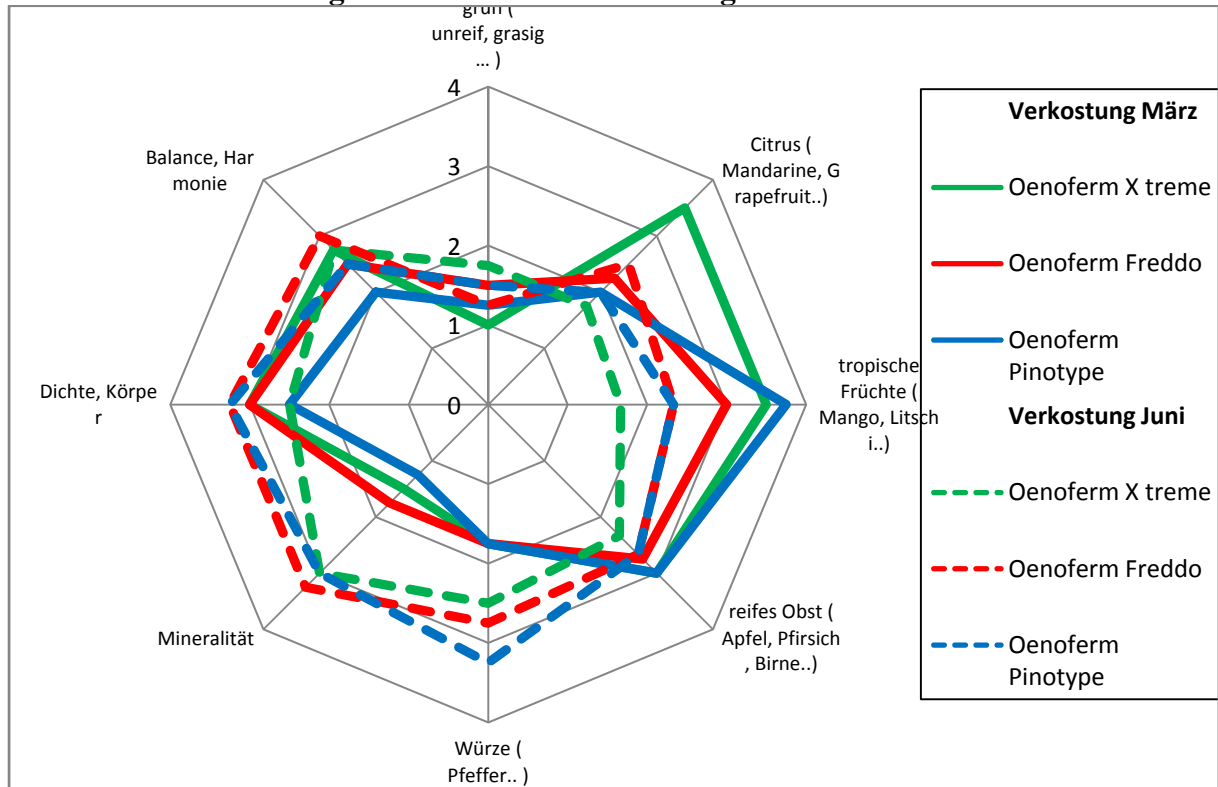 grün (
unreif, grasig
... )
4
3
2
1
0
Citrus (
Mandarine, G
rapefruit..)
tropische
Früchte (
Mango, Litsch
i..)
reifes Obst (
Apfel, Pfirsich
, Birne..)
Würze (
Pfeffer.. )
Mineralität
Dichte, Körpe
r
Balance, Har
monie
Verkostung März
Oenoferm X treme
Oenoferm Freddo
Oenoferm
Pinotype
Verkostung Juni
Oenoferm X treme
Oenoferm Freddo
Oenoferm
Pinotype